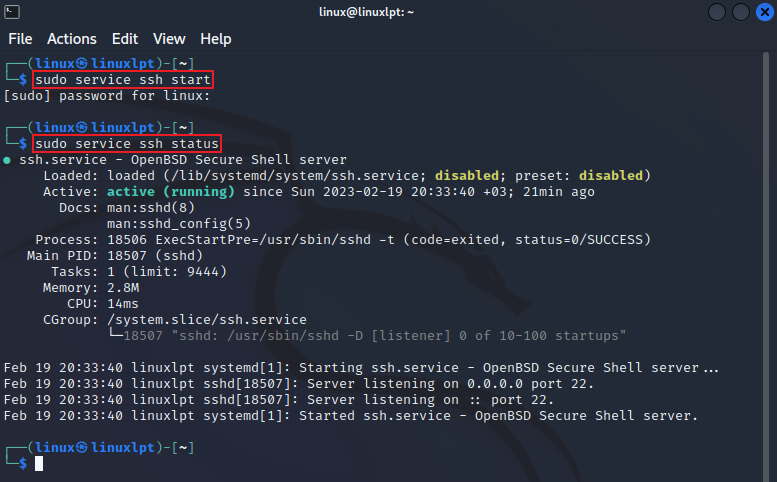 linux@linuxlpt: ~
File Actions Edit View Help
┌──(linux㉿linuxlpt)-[~]
└─$ sudo service ssh start
[sudo] password for linux:
┌──(linux㉿linuxlpt)-[~]
└─$ sudo service ssh status
● ssh.service - OpenBSD Secure Shell server
Loaded: loaded (/lib/systemd/system/ssh.service; disabled; preset: disabled)
Active: active (running) since Sun 2023-02-19 20:33:40 +03; 21min ago
Docs: man:sshd(8)
man:sshd_config(5)
Process: 18506 ExecStartPre=/usr/sbin/sshd -t (code=exited, status=0/SUCCESS)
Main PID: 18507 (sshd)
Tasks: 1 (limit: 9444)
Memory: 2.8M
CPU: 14ms
CGroup: /system.slice/ssh.service
└─18507 "sshd: /usr/sbin/sshd -D [listener] 0 of 10-100 startups"
Feb 19 20:33:40 linuxlpt systemd[1]: Starting ssh.service - OpenBSD Secure Shell server...
Feb 19 20:33:40 linuxlpt sshd[18507]: Server listening on 0.0.0.0 port 22.
Feb 19 20:33:40 linuxlpt sshd[18507]: Server listening on :: port 22.
Feb 19 20:33:40 linuxlpt systemd[1]: Started ssh.service - OpenBSD Secure Shell server.
┌──(linux㉿linuxlpt)-[~]
└─$